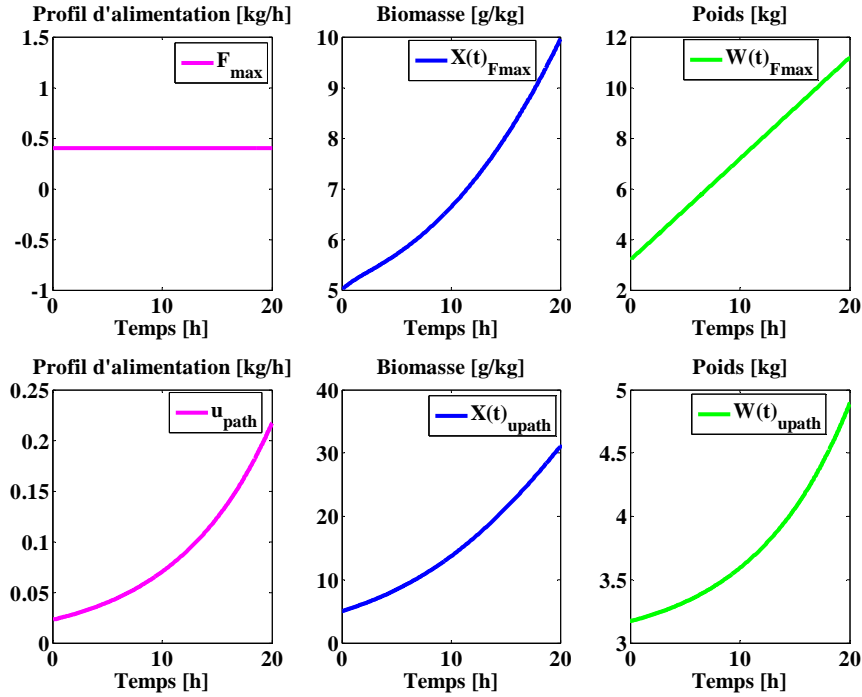 Profil d'alimentation [kg/h]
Biomasse [g/kg]
Poids [kg]
1.5
1
0.5
0
-0.5
-1
F_max
0
10
20
Temps [h]
10
9
8
7
6
5
X(t)_Fmax
0
10
20
Temps [h]
12
10
8
6
4
2
W(t)_Fmax
0
10
20
Temps [h]
Profil d'alimentation [kg/h]
Biomasse [g/kg]
Poids [kg]
0.25
0.2
0.15
0.1
0.05
0
u_path
0
10
20
Temps [h]
40
30
20
10
0
X(t)_upath
0
10
20
Temps [h]
5
4.5
4
3.5
3
W(t)_upath
0
10
20
Temps [h]